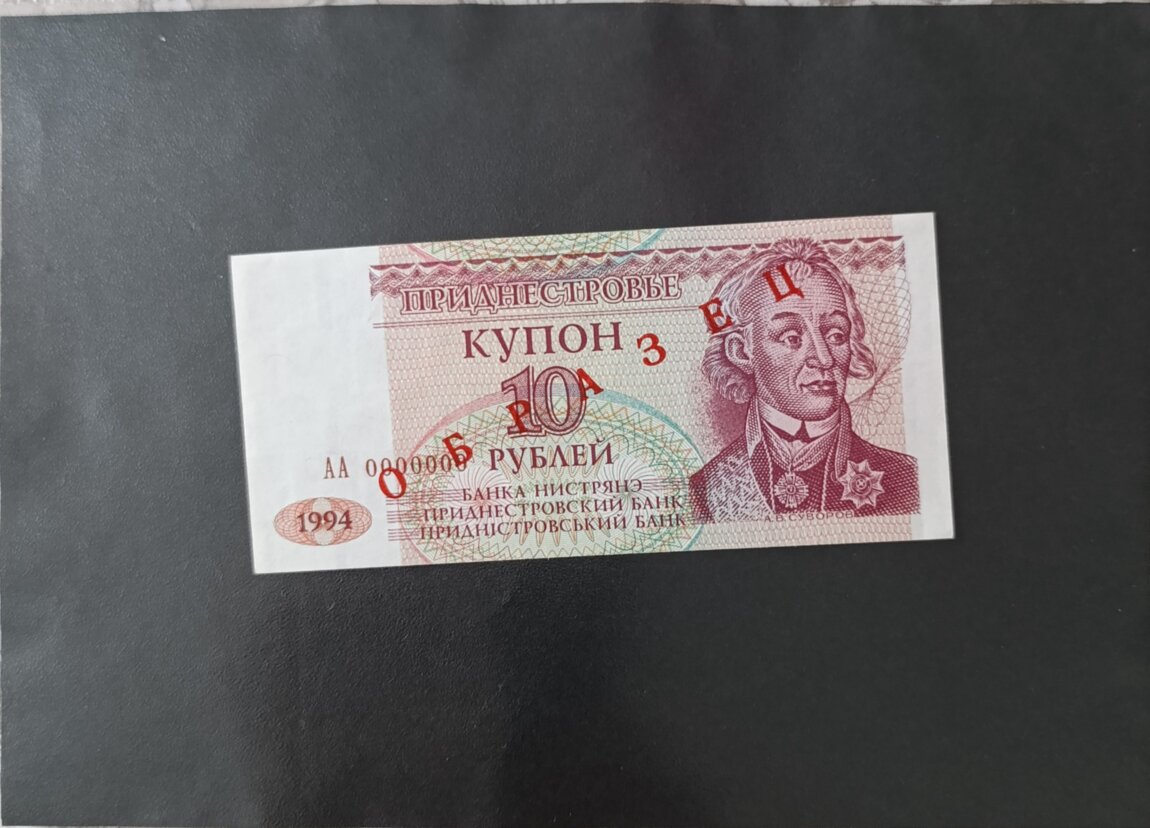 ПРИДНЕСТРОВЬЕ
КУПОН
10
РУБЛЕЙ
ОБРАЗЕЦ
АА 0000000
1994
БАНКА НИСТРЯНЭ
ПРИДНЕСТРОВСКИЙ БАНК
ПРИДНІСТРОВСЬКИЙ БАНК
А.В.СУВОРОВ